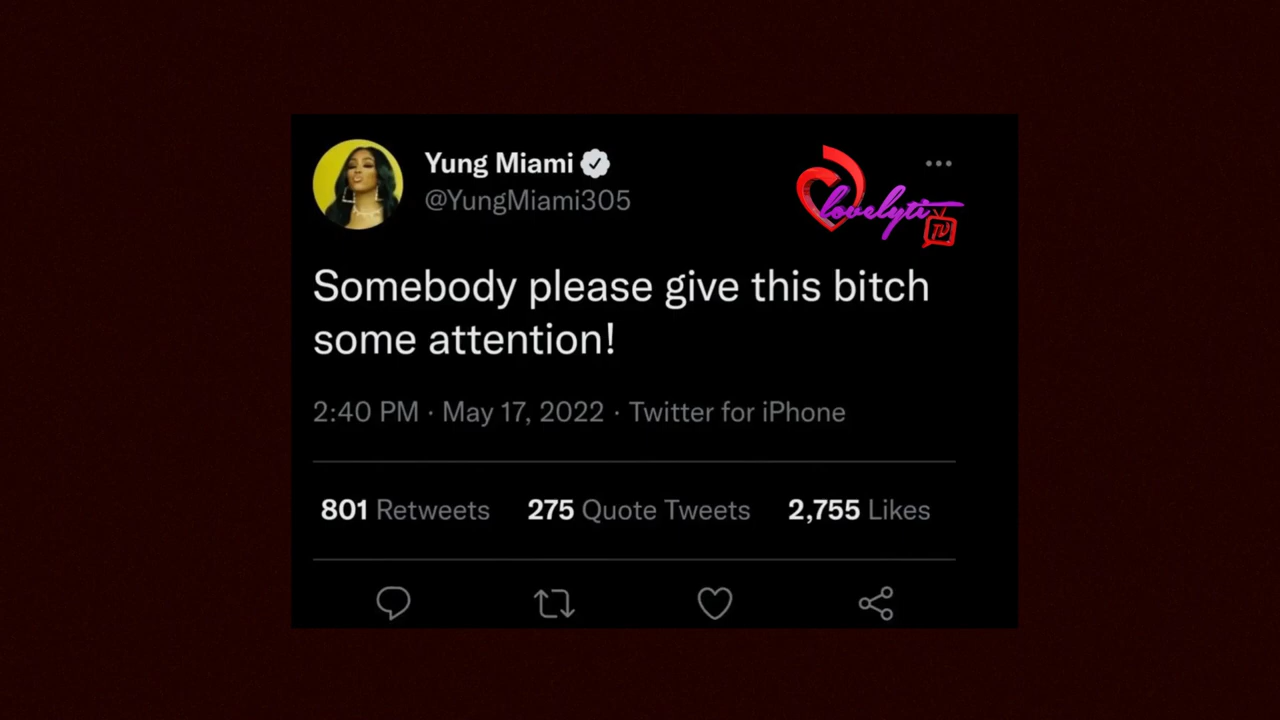 Yung Miami
@YungMiami305
lovelyti
TV
Somebody please give this bitch
some attention!
2:40 PM · May 17, 2022 · Twitter for iPhone
801 Retweets 275 Quote Tweets 2,755 Likes